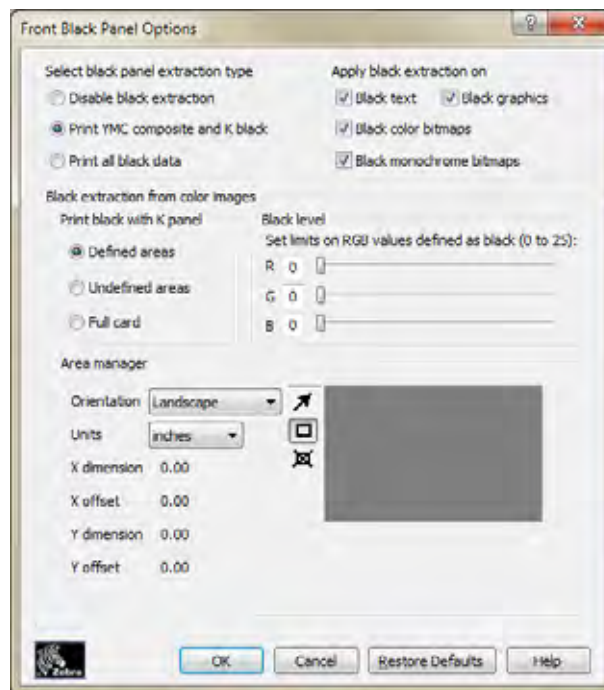 Front Black Panel Options
Select black panel extraction type
Disable black extraction
Print YMC composite and K black
Print all black data
Apply black extraction on
Black text
Black graphics
Black color bitmaps
Black monochrome bitmaps
Black extraction from color images
Print black with K panel
Defined areas
Undefined areas
Full card
Black level
Set limits on RGB values defined as black (0 to 25):
R 0
G 0
B 0
Area manager
Orientation Landscape
Units inches
X dimension 0.00
X offset 0.00
Y dimension 0.00
Y offset 0.00
Zebra
OK
Cancel
Restore Defaults
Help